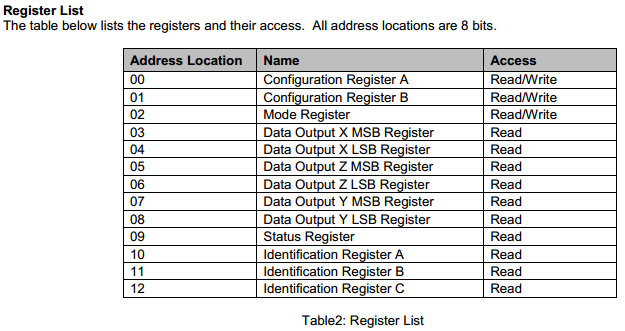 Register List
The table below lists the registers and their access.  All address locations are 8 bits.
Address Location Name Access
00 Configuration Register A Read/Write
01 Configuration Register B Read/Write
02 Mode Register Read/Write
03 Data Output X MSB Register Read
04 Data Output X LSB Register Read
05 Data Output Z MSB Register Read
06 Data Output Z LSB Register Read
07 Data Output Y MSB Register Read
08 Data Output Y LSB Register Read
09 Status Register Read
10 Identification Register A Read
11 Identification Register B Read
12 Identification Register C Read
Table2: Register List